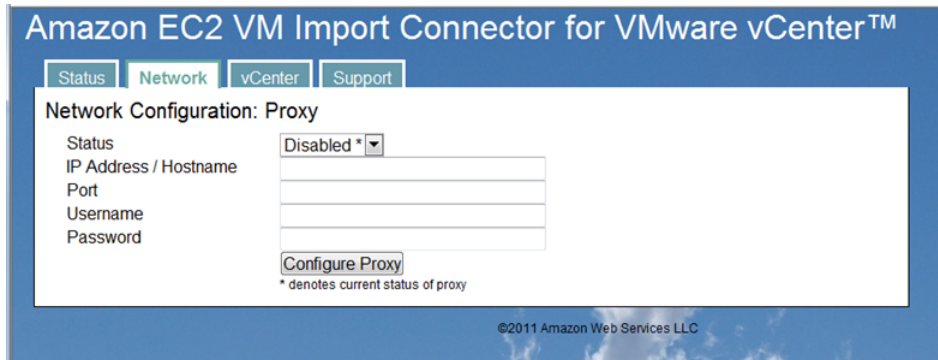 Amazon EC2 VM Import Connector for VMware vCenter™
Status Network vCenter Support
Network Configuration: Proxy
Status Disabled *
IP Address / Hostname
Port
Username
Password
Configure Proxy
* denotes current status of proxy
©2011 Amazon Web Services LLC